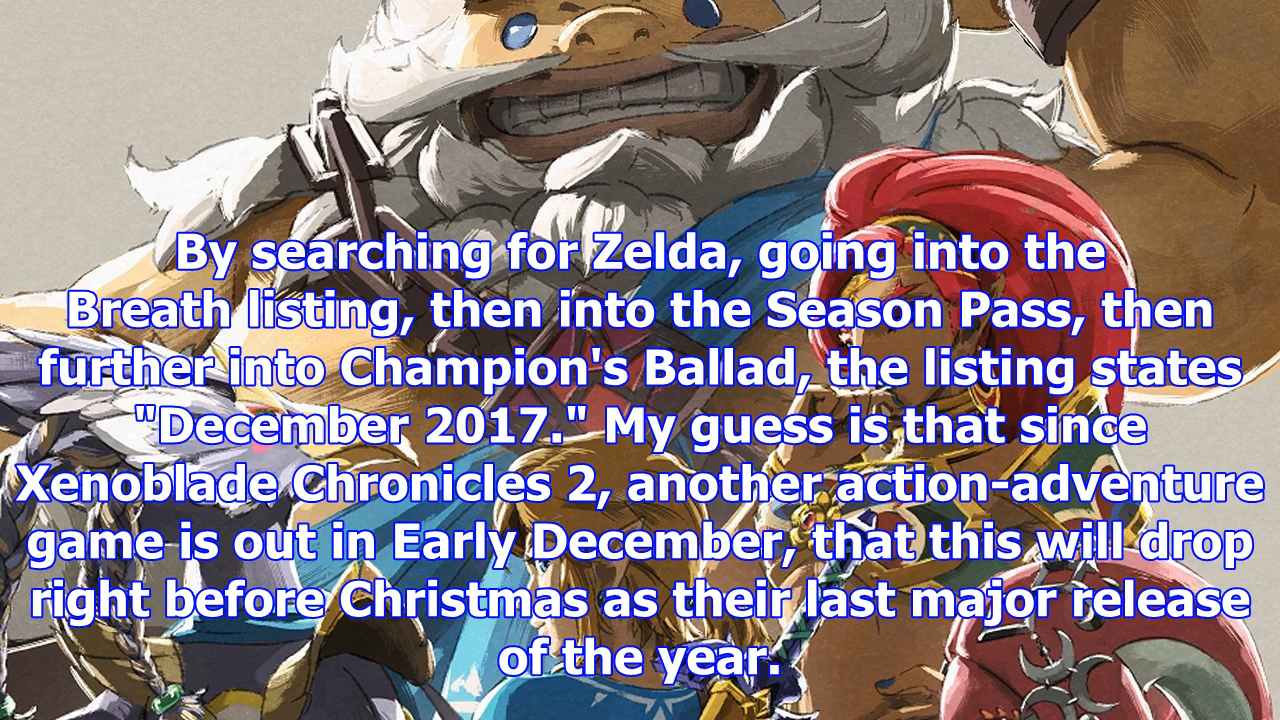 By searching for Zelda, going into the
Breath listing, then into the Season Pass, then
further into Champion's Ballad, the listing states
"December 2017." My guess is that since
Xenoblade Chronicles 2, another action-adventure
game is out in Early December, that this will drop
right before Christmas as their last major release
of the year.